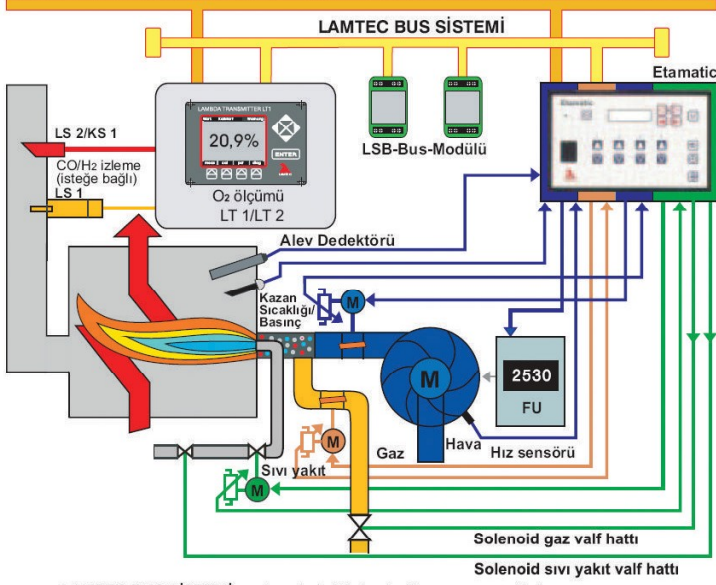 LAMTEC BUS SİSTEMİ
Etamatic
LAMBDA TRANSMITTER LT1
20,9%
ENTER
Etamatic
LSB-Bus-Modülü
LS 2/KS 1
CO/H2 izleme
(isteğe bağlı)
LS 1
O2 ölçümü
LT 1/LT 2
Alev Dedektörü
Kazan
Sıcaklığı/
Basınç
M
M
2530
FU
M
Gaz
Hava
Hız sensörü
Sıvı yakıt
M
Solenoid gaz valf hattı
Solenoid sıvı yakıt valf hattı